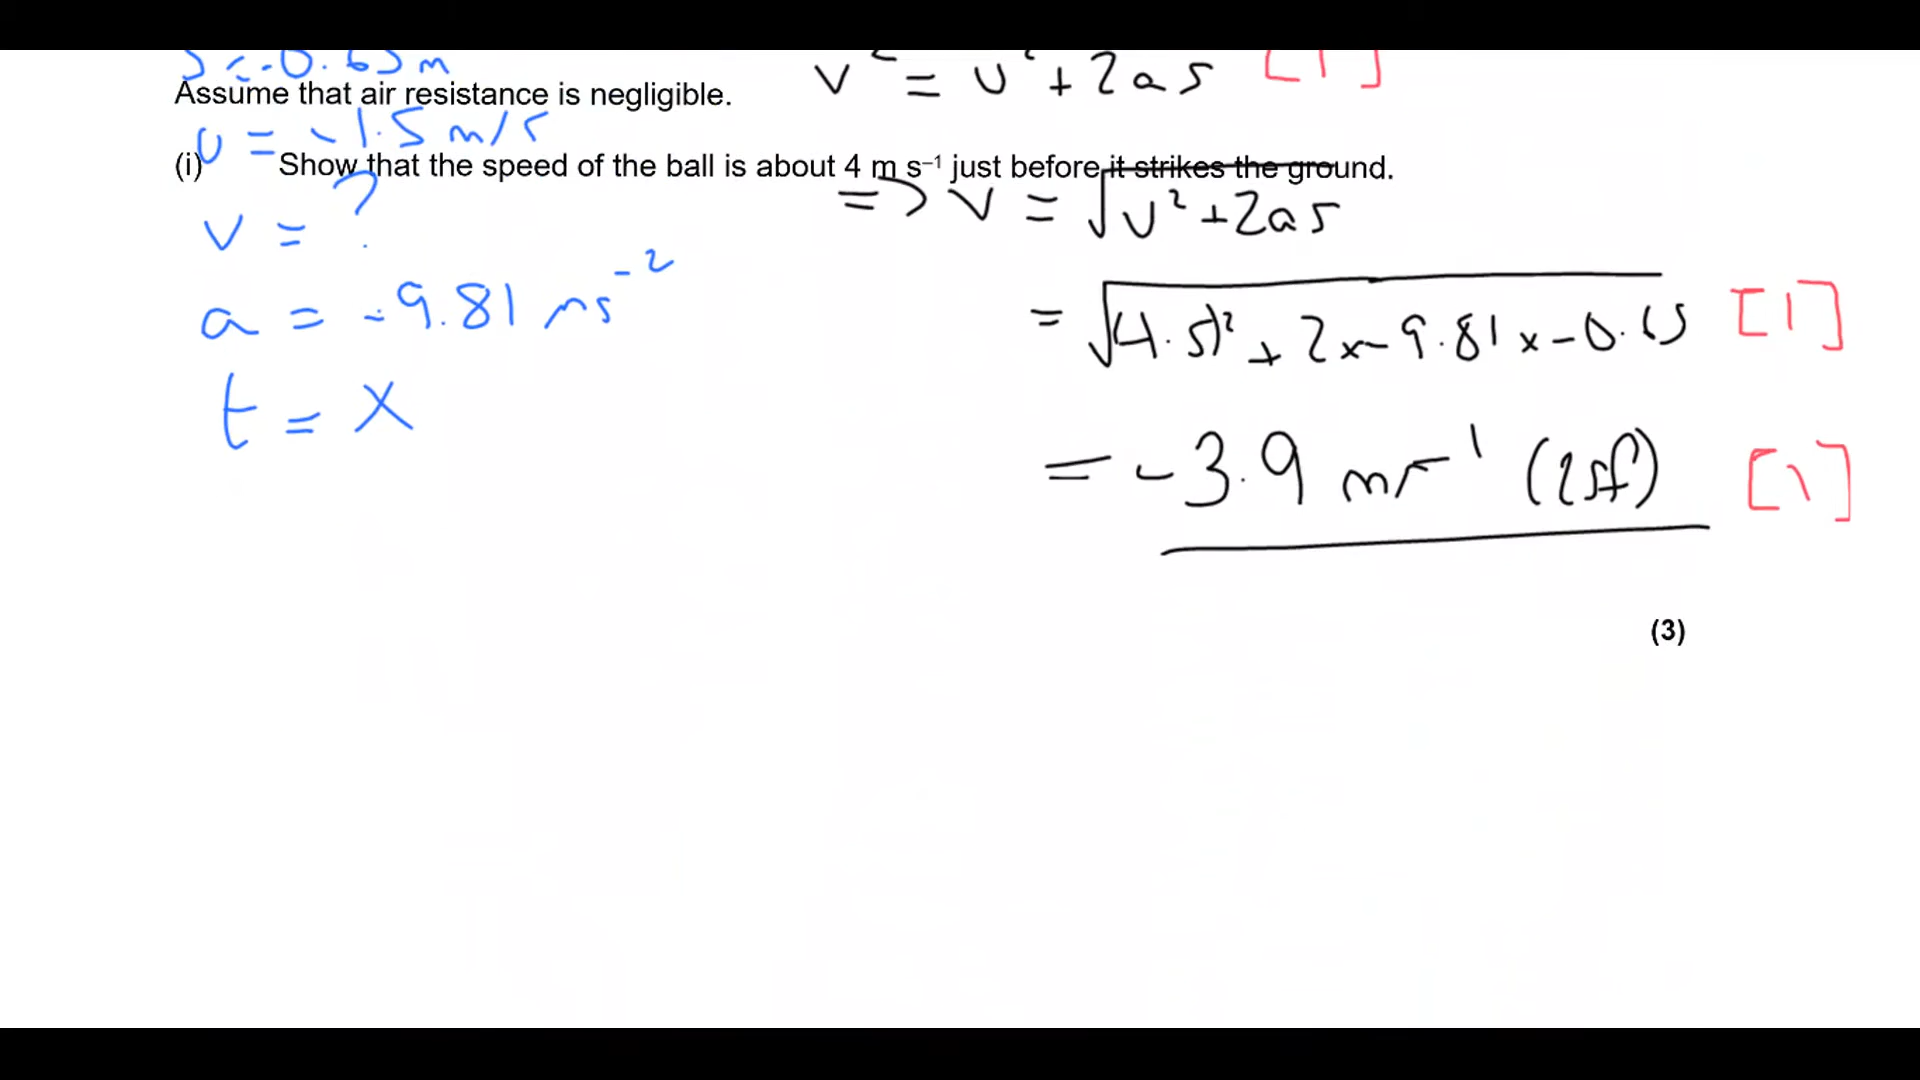 s = -0.65 m
v² = u² + 2as [1]
Assume that air resistance is negligible.
u = -1.5 m/s
(i) Show that the speed of the ball is about 4 m s⁻¹ just before it strikes the ground.
v = ?
=> v = √u² + 2as
a = -9.81 ms⁻²
= √(-1.5)² + 2x-9.81x-0.65 [1]
t = x
= -3.9 ms⁻¹ (2sf) [1]
(3)